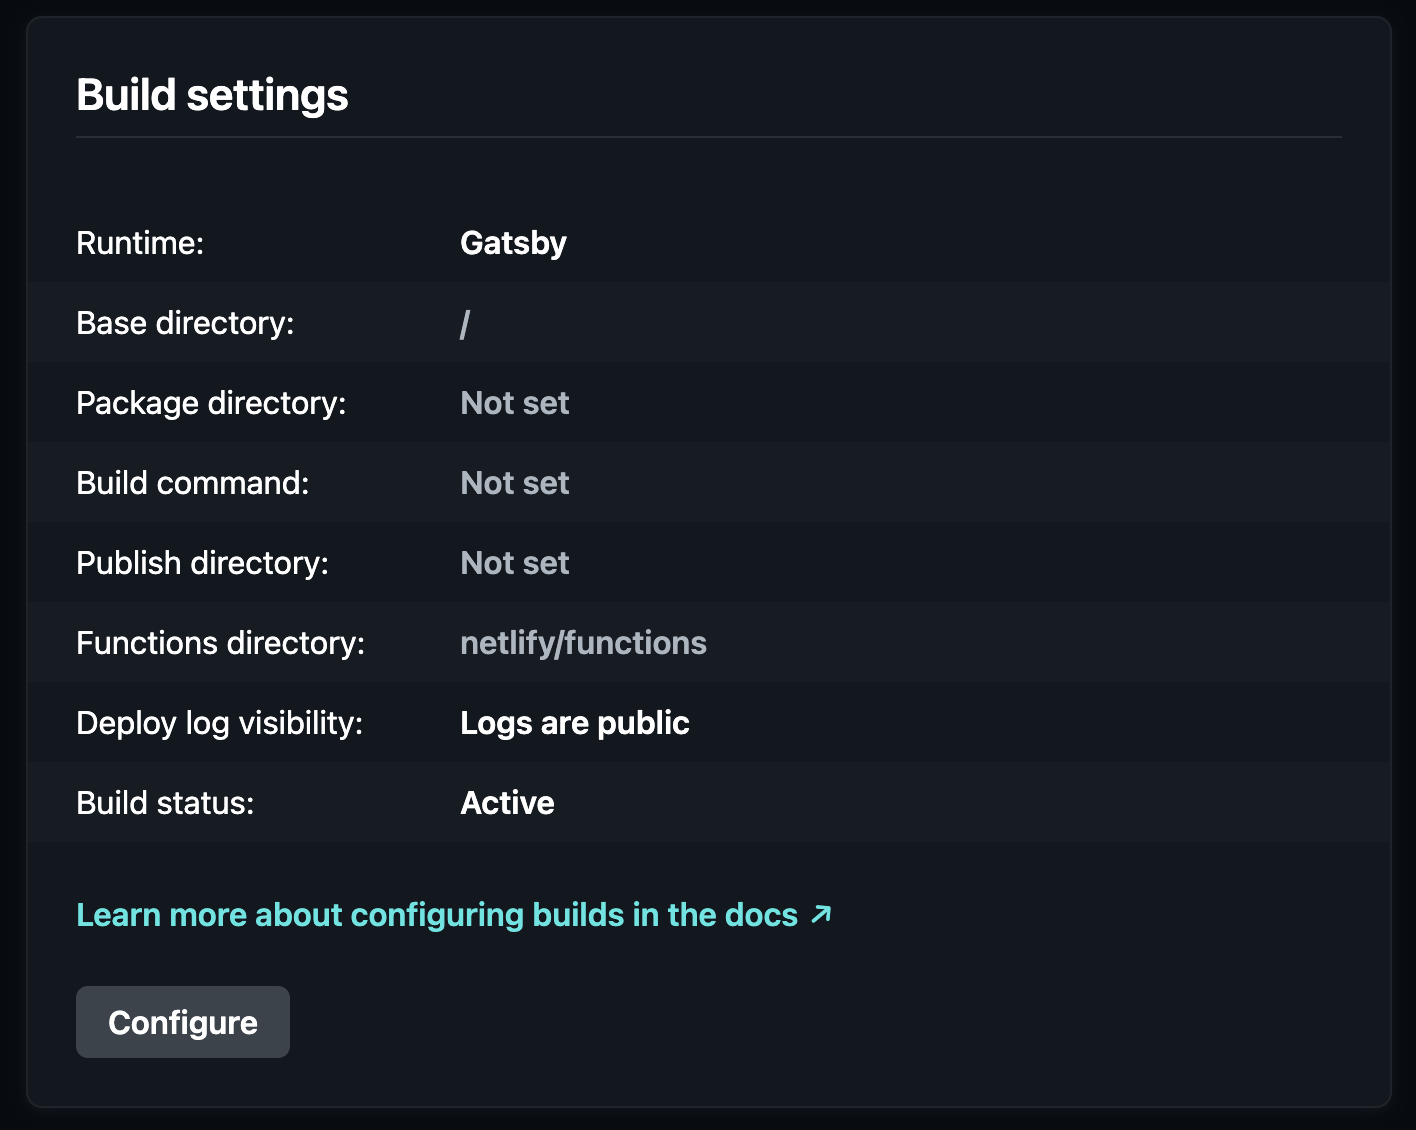 Build settings
Runtime: Gatsby
Base directory: /
Package directory: Not set
Build command: Not set
Publish directory: Not set
Functions directory: netlify/functions
Deploy log visibility: Logs are public
Build status: Active
Learn more about configuring builds in the docs ↗
Configure